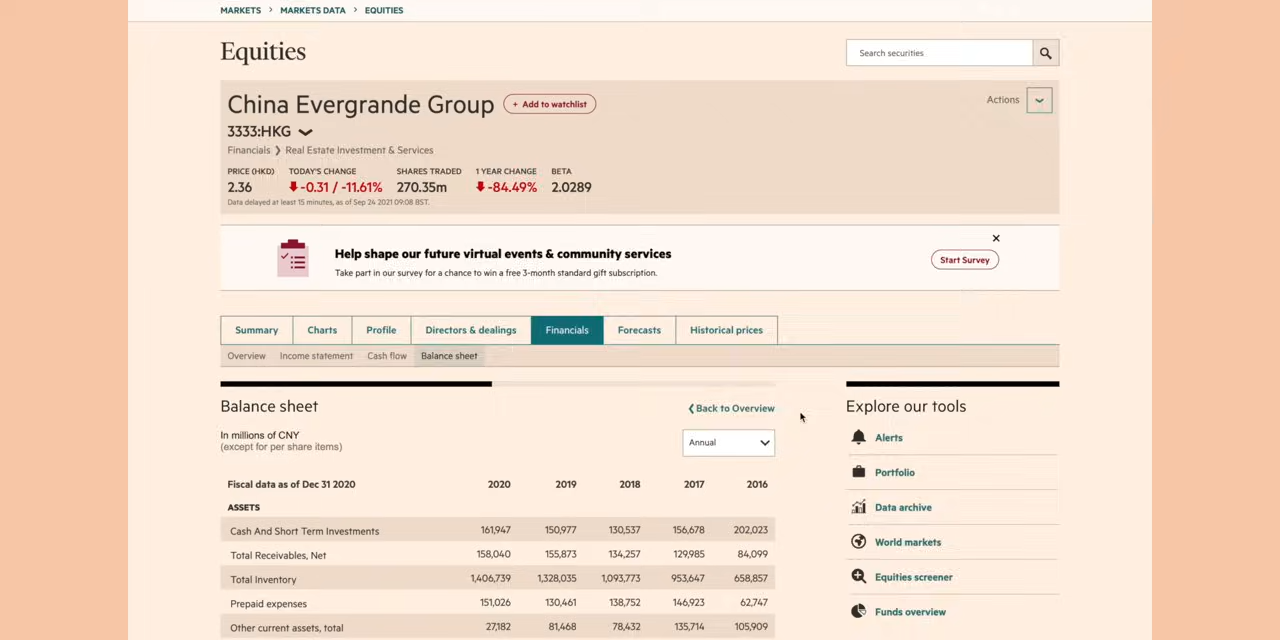 MARKETS > MARKETS DATA > EQUITIES
Equities
Search securities
China Evergrande Group + Add to watchlist
Actions
3333:HKG
Financials ❯ Real Estate Investment & Services
PRICE (HKD) TODAY'S CHANGE SHARES TRADED 1 YEAR CHANGE BETA
2.36 -0.31 / -11.61% 270.35m -84.49% 2.0289
Data delayed at least 15 minutes, as of Sep 24 2021 09:08 BST.
Help shape our future virtual events & community services
Take part in our survey for a chance to win a free 3-month standard gift subscription.
Start Survey
Summary Charts Profile Directors & dealings Financials Forecasts Historical prices
Overview Income statement Cash flow Balance sheet
Balance sheet
❮Back to Overview
In millions of CNY
(except for per share items)
Annual
Fiscal data as of Dec 31 2020 2020 2019 2018 2017 2016
ASSETS
Cash And Short Term Investments 161,947 150,977 130,537 156,678 202,023
Total Receivables, Net 158,040 155,873 134,257 129,985 84,099
Total Inventory 1,406,739 1,328,035 1,093,773 953,647 658,857
Prepaid expenses 151,026 130,461 138,752 146,923 62,747
Other current assets, total 27,182 81,468 78,432 135,714 105,909
Explore our tools
Alerts
Portfolio
Data archive
World markets
Equities screener
Funds overview